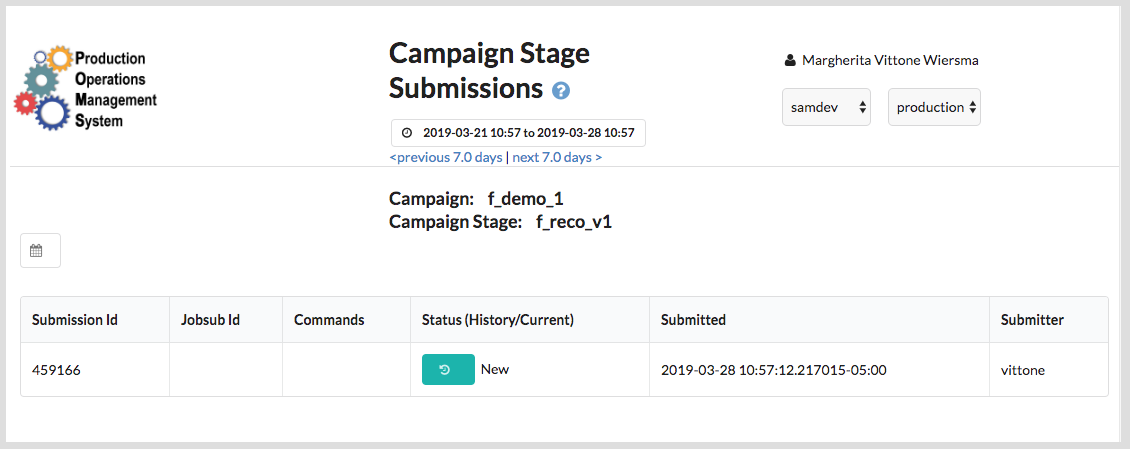 Production
Operations
Management
System
Campaign Stage
Submissions ?
Margherita Vittone Wiersma
samdev production
2019-03-21 10:57 to 2019-03-28 10:57
<previous 7.0 days | next 7.0 days >
Campaign: f_demo_1
Campaign Stage: f_reco_v1
Submission Id Jobsub Id Commands Status (History/Current) Submitted Submitter
459166 New 2019-03-28 10:57:12.217015-05:00 vittone